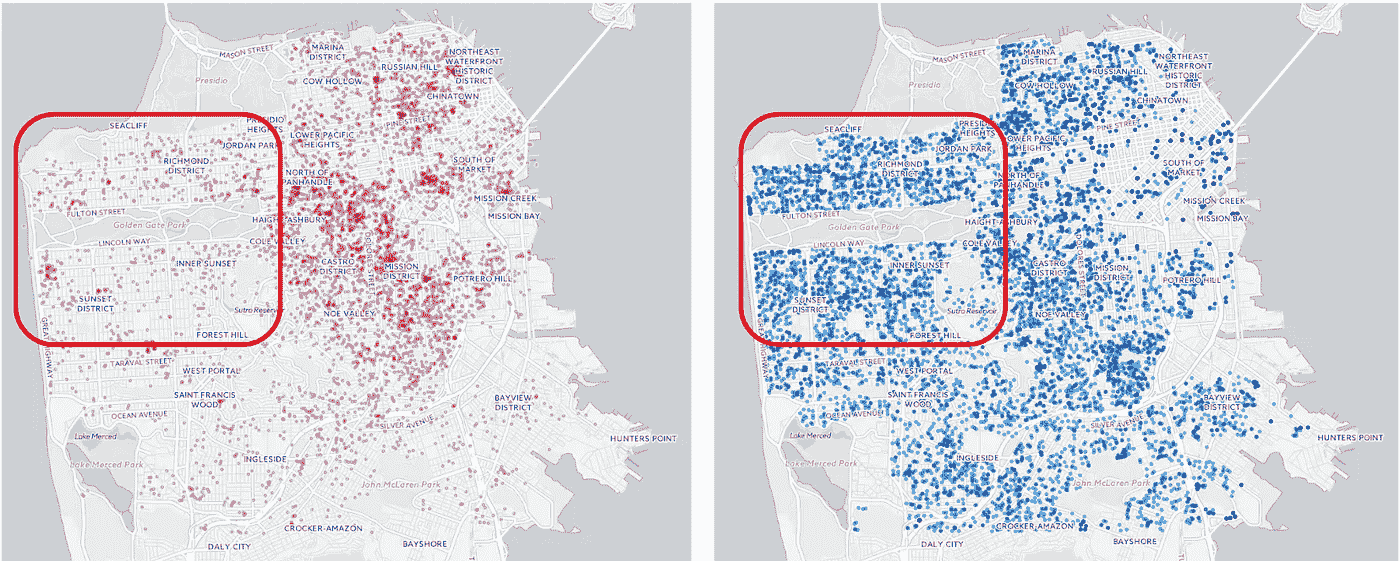 MASON STREET
MARINA
DISTRICT
RUSSIAN HILL
NORTHEAST
WATERFRONT
HISTORIC
DISTRICT
Presidio
COW HOLLOW
CHINATOWN
PINE STREET
SEACLIFF
PRESIDIO
HEIGHTS
JORDAN PARK
LOWER PACIFIC
HEIGHTS
RICHMOND
DISTRICT
NORTH OF
PANHANDLE
SOUTH OF
MARKET
MISSION CREEK
MISSION BAY
FULTON STREET
Golden Gate Park
HAIGHT-ASHBURY
LINCOLN WAY
COLE VALLEY
INNER SUNSET
CASTRO
DISTRICT
MISSION
DISTRICT
POTRERO HILL
SUNSET
DISTRICT
Sutro Reservoir
NOE VALLEY
GREAT HIGHWAY
FOREST HILL
TARAVAL STREET
WEST PORTAL
SAINT FRANCIS
WOOD
OCEAN AVENUE
BAYVIEW
DISTRICT
SILVER AVENUE
Lake Merced
HUNTERS POINT
Lake Merced Park
INGLESIDE
John McLaren Park
CROCKER-AMAZON
DALY CITY
BAYSHORE
MASON STREET
MARINA
DISTRICT
RUSSIAN HILL
NORTHEAST
WATERFRONT
HISTORIC
DISTRICT
Presidio
COW HOLLOW
CHINATOWN
PINE STREET
SEACLIFF
HEIGHTS
JORDAN PARK
LOWER PACIFIC
HEIGHTS
RICHMOND
DISTRICT
NORTH OF
PANHANDLE
SOUTH OF
MARKET
MISSION CREEK
MISSION BAY
FULTON STREET
Golden Gate Park
HAIGHT-ASHBURY
LINCOLN WAY
COLE VALLEY
INNER SUNSET
CASTRO
DISTRICT
MISSION
DISTRICT
POTRERO HILL
SUNSET
DISTRICT
Sutro Reservoir
NOE VALLEY
FOREST HILL
TARAVAL STREET
WEST PORTAL
SAINT FRANCIS
WOOD
OCEAN AVENUE
BAYVIEW
DISTRICT
SILVER AVENUE
Lake Merced
HUNTERS POINT
Lake Merced Park
INGLESIDE
John McLaren Park
CROCKER-AMAZON
DALY CITY
BAYSHORE